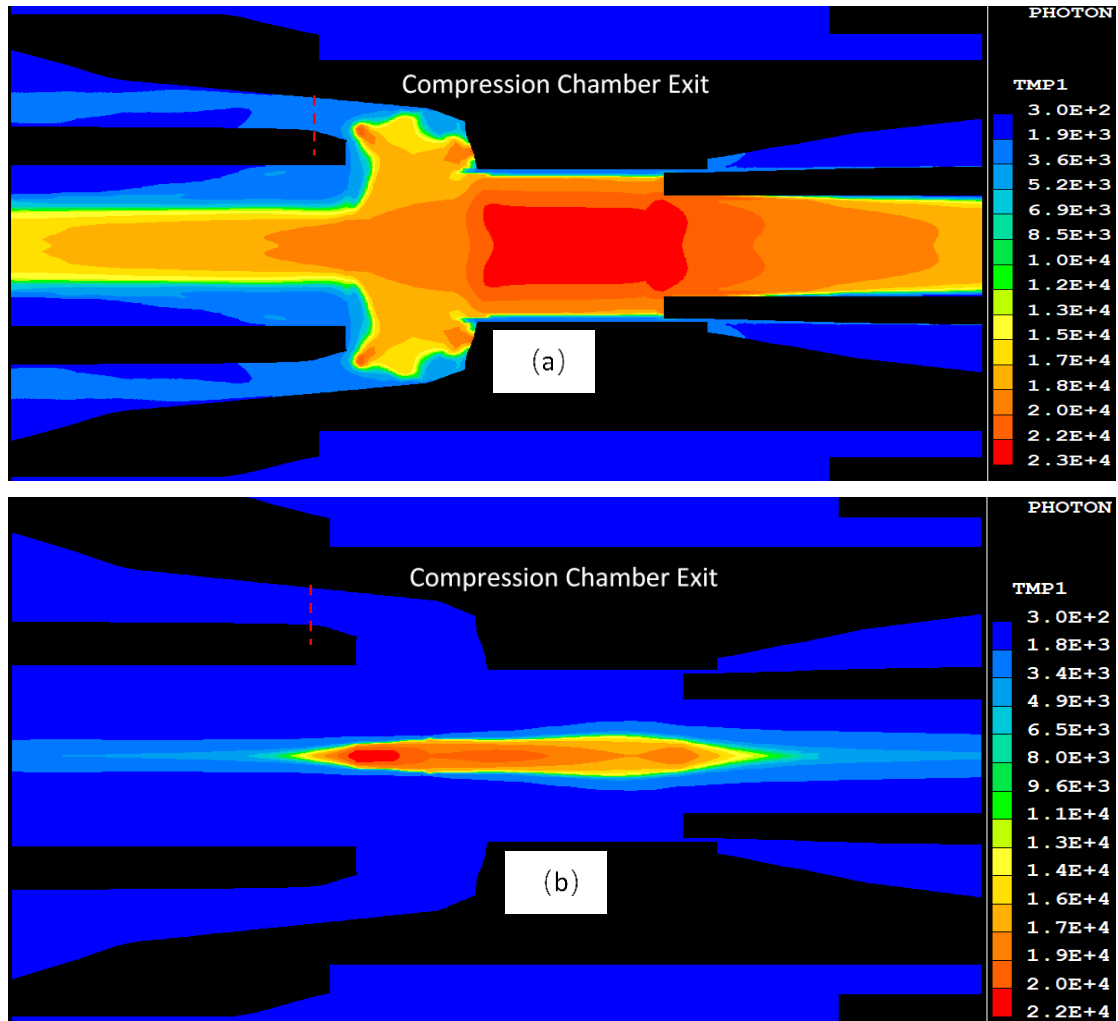 PHOTON
Compression Chamber Exit
TMP1
3.0E+2
1.9E+3
3.6E+3
5.2E+3
6.9E+3
8.5E+3
1.0E+4
1.2E+4
1.3E+4
1.5E+4
1.7E+4
1.8E+4
2.0E+4
2.2E+4
2.3E+4
(a)
PHOTON
Compression Chamber Exit
TMP1
3.0E+2
1.8E+3
3.4E+3
4.9E+3
6.5E+3
8.0E+3
9.6E+3
1.1E+4
1.3E+4
1.4E+4
1.6E+4
1.7E+4
1.9E+4
2.0E+4
2.2E+4
(b)